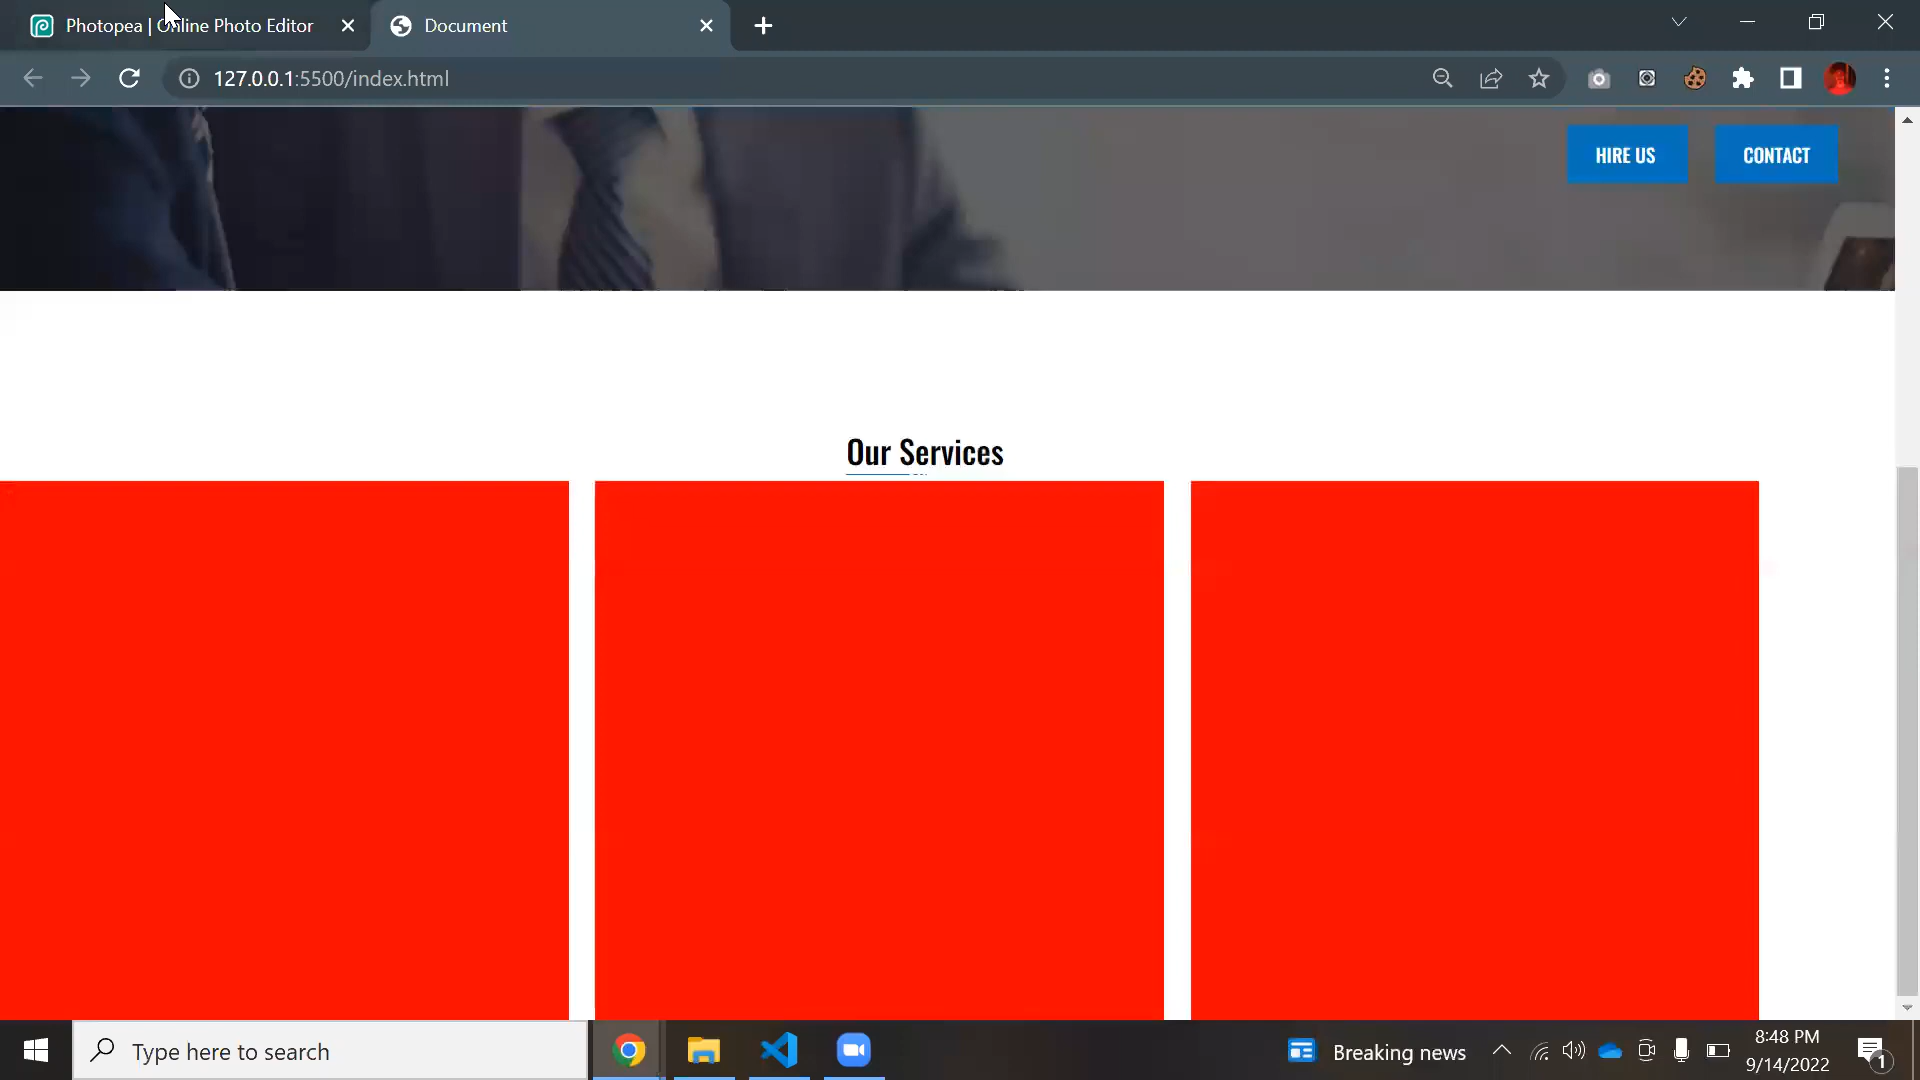 Photopea | Online Photo Editor
Document
127.0.0.1:5500/index.html
HIRE US
CONTACT
Our Services
Type here to search
Breaking news
8:48 PM
9/14/2022
1